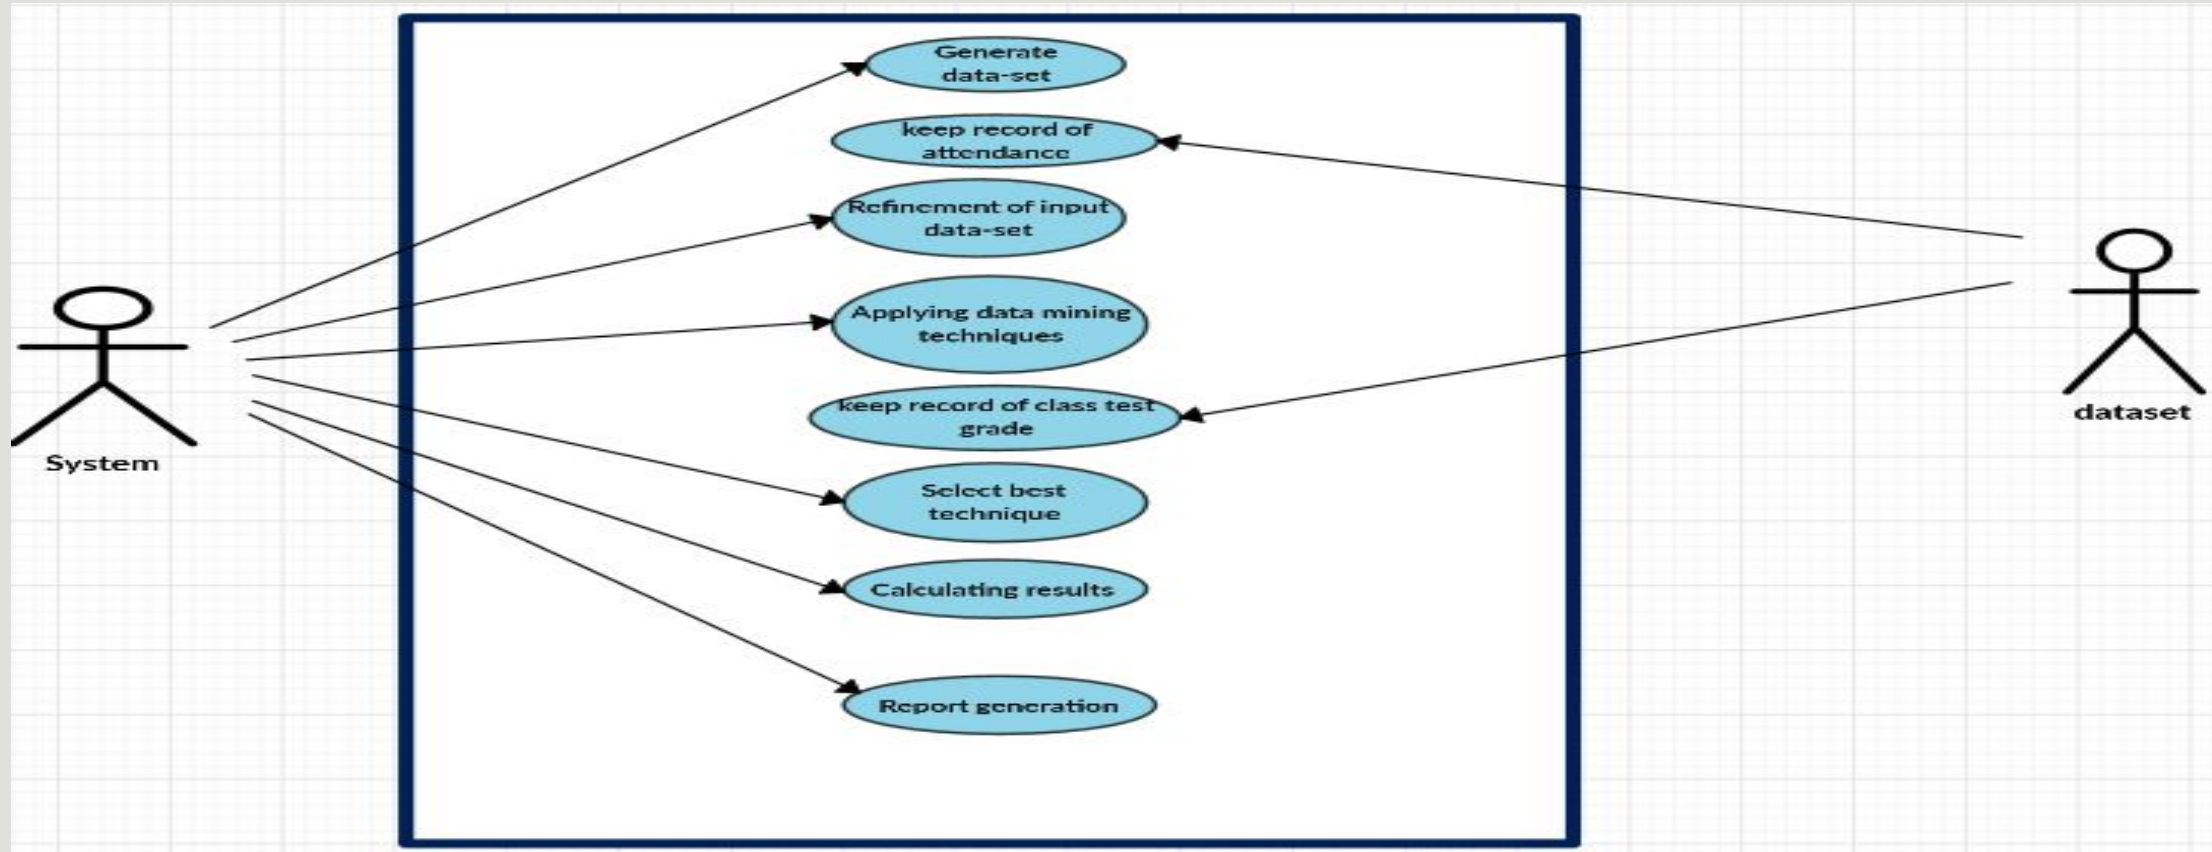 Generate
data-set
keep record of
attendance
Refinement of input
data-set
Applying data mining
techniques
keep record of class test
grade
Select best
technique
Calculating results
Report generation
System
dataset